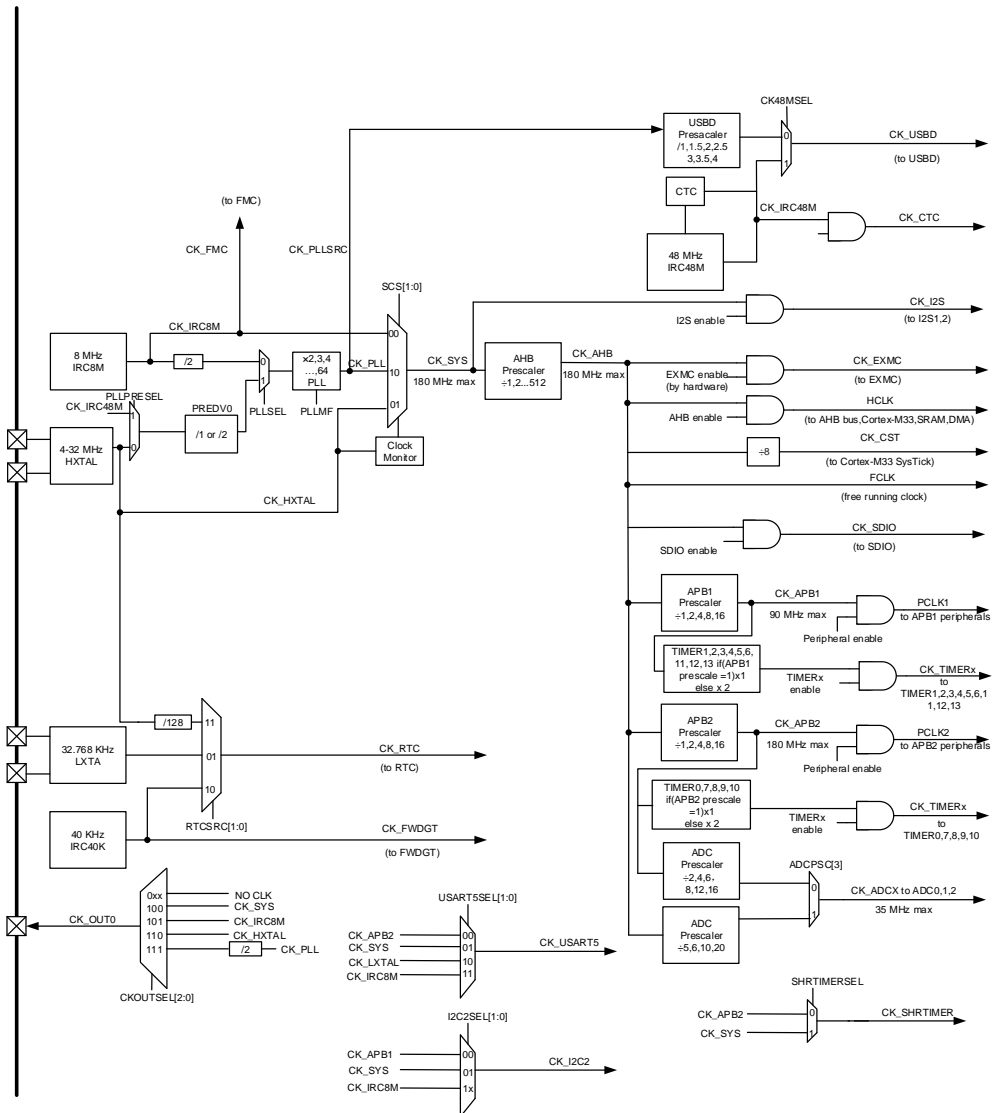 CK48MSEL
USBD
Presacaler
/1,1.5,2,2.5
3,3.5,4
0
1
CK_USBD
(to USBD)
CTC
CK_IRC48M
CK_CTC
48 MHz
IRC48M
(to FMC)
CK_FMC
CK_PLLSRC
SCS[1:0]
CK_I2S
I2S enable
(to I2S1,2)
8 MHz
IRC8M
CK_IRC8M
/2
0
1
PLLSEL
×2,3,4
…,64
PLL
PLLMF
CK_PLL
00
10
01
CK_SYS
180 MHz max
AHB
Prescaler
÷1,2...512
CK_AHB
180 MHz max
EXMC enable
(by hardware)
CK_EXMC
(to EXMC)
PLLPRESEL
CK_IRC48M
1
0
PREDV0
/1 or /2
4-32 MHz
HXTAL
Clock
Monitor
AHB enable
HCLK
(to AHB bus,Cortex-M33,SRAM,DMA)
÷8
CK_CST
(to Cortex-M33 SysTick)
FCLK
(free running clock)
CK_HXTAL
SDIO enable
CK_SDIO
(to SDIO)
APB1
Prescaler
÷1,2,4,8,16
CK_APB1
90 MHz max
Peripheral enable
PCLK1
to APB1 peripherals
TIMER1,2,3,4,5,6,
11,12,13 if(APB1
prescale =1)x1
else x 2
TIMERx
enable
CK_TIMERx
to
TIMER1,2,3,4,5,6,1
1,12,13
APB2
Prescaler
÷1,2,4,8,16
CK_APB2
180 MHz max
Peripheral enable
PCLK2
to APB2 peripherals
TIMER0,7,8,9,10
if(APB2 prescale
=1)x1
else x 2
TIMERx
enable
CK_TIMERx
to
TIMER0,7,8,9,10
/128
11
01
10
32.768 KHz
LXTA
CK_RTC
(to RTC)
RTCSRC[1:0]
40 KHz
IRC40K
CK_FWDGT
(to FWDGT)
ADC
Prescaler
÷2,4,6,
8,12,16
ADCPSC[3]
0
1
CK_ADCX to ADC0,1,2
35 MHz max
ADC
Prescaler
÷5,6,10,20
CK_OUT0
0xx
100
101
110
111
NO CLK
CK_SYS
CK_IRC8M
CK_HXTAL
/2
CK_PLL
CKOUTSEL[2:0]
USART5SEL[1:0]
CK_APB2
CK_SYS
CK_LXTAL
CK_IRC8M
00
01
10
11
CK_USART5
SHRTIMERSEL
CK_APB2
CK_SYS
0
1
CK_SHRTIMER
I2C2SEL[1:0]
CK_APB1
CK_SYS
CK_IRC8M
00
01
1x
CK_I2C2